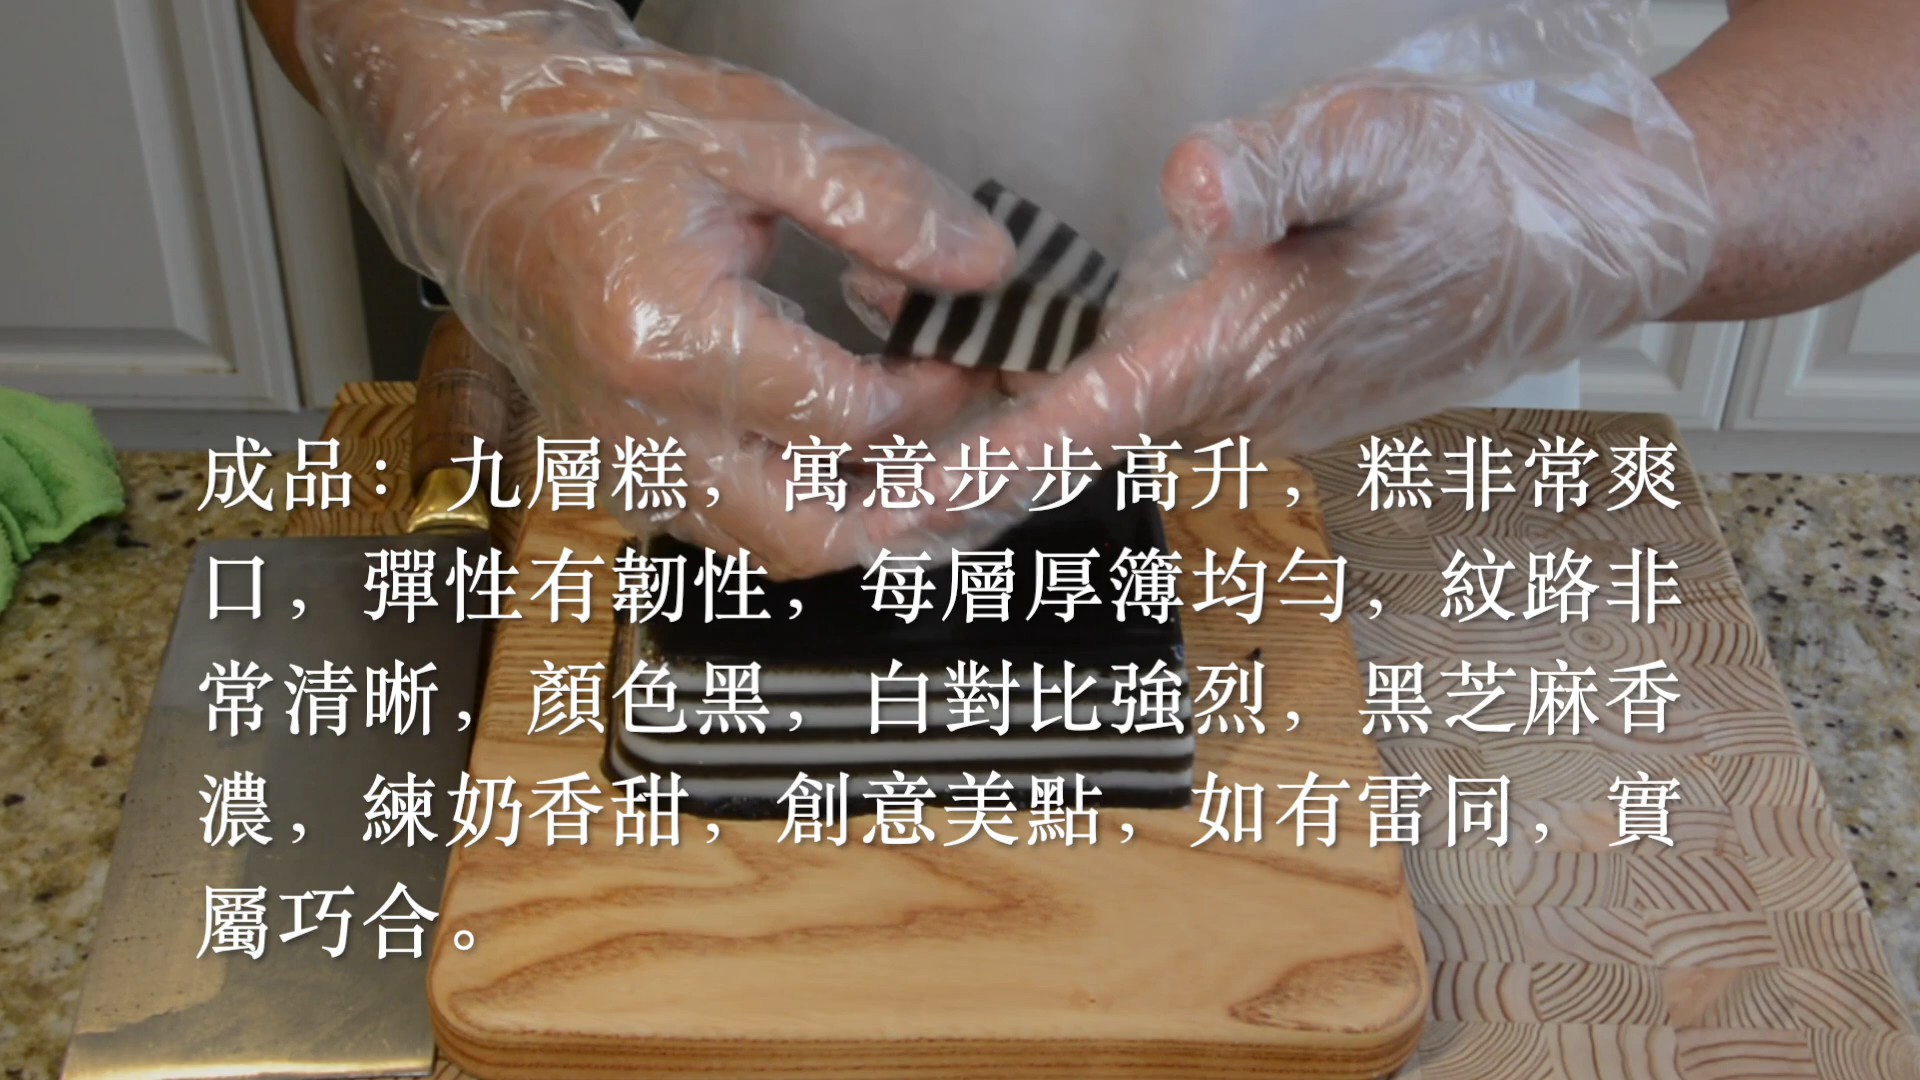 成品：九層糕，寓意步步高升，糕非常爽
口，彈性有韌性，每層厚簿均勻，紋路非
常清晰，顏色黑，白對比強烈，黑芝麻香
濃，練奶香甜，創意美點，如有雷同，實
屬巧合。